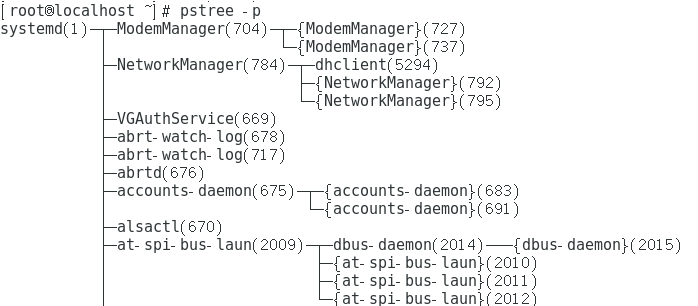 [root@localhost ~]# pstree -p
systemd(1)─┬─ModemManager(704)─┬─{ModemManager}(727)
└─{ModemManager}(737)
├─NetworkManager(784)─┬─dhclient(5294)
├─{NetworkManager}(792)
└─{NetworkManager}(795)
├─VGAuthService(669)
├─abrt-watch-log(678)
├─abrt-watch-log(717)
├─abrtd(676)
├─accounts-daemon(675)─┬─{accounts-daemon}(683)
└─{accounts-daemon}(691)
├─alsactl(670)
├─at-spi-bus-laun(2009)─┬─dbus-daemon(2014)───{dbus-daemon}(2015)
├─{at-spi-bus-laun}(2010)
├─{at-spi-bus-laun}(2011)
└─{at-spi-bus-laun}(2012)